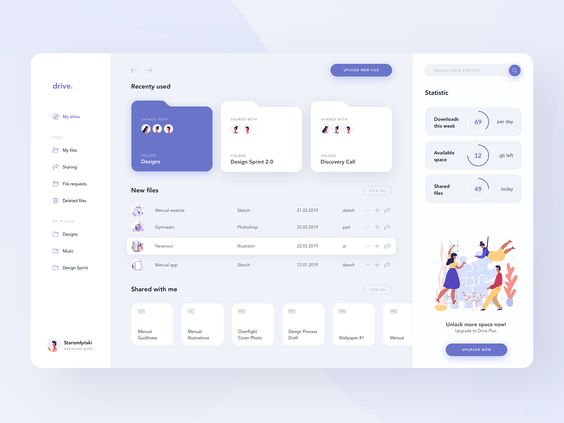 drive.
My drive
My files
Sharing
File requests
Deleted files
MY PLACES
Designs
Music
Design Sprint
Staromłyński
PREMIUM USER
UPLOAD NEW FILE
Recenty used
SHARED WITH
FOLDER
Designs
SHARED WITH
FOLDER
Design Sprint 2.0
SHARED WITH
FOLDER
Discovery Call
New files
VIEW ALL
Manual website Sketch 21.03.2019 sketch
Gymnastic Photoshop 20.03.2019 psd
Neverout Illustrator 20.03.2019 ai
Manual app Sketch 12.01.2019 sketch
Shared with me
VIEW ALL
Manual
Guidliness
Manual
Illustrations
Overflight
Cover Photo
Design Process
Draft
Wallpaper #1
Manual
SEARCH YOUR CONTENT
Statistic
Downloads
this week
69
per day
Available
space
12
gb left
Shared
files
49
today
Unlock more space now!
Upgrade to Drive Plus.
UPGRADE NOW